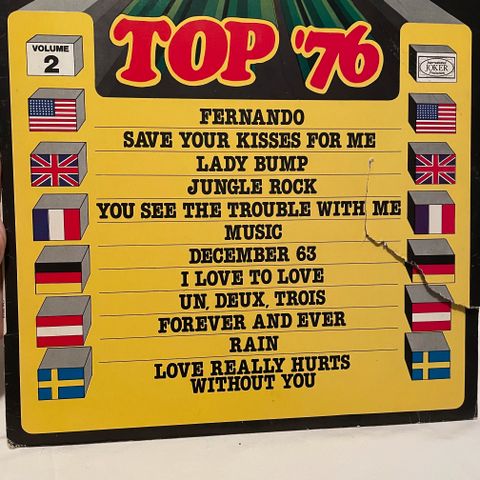 VOLUME
2
TOP '76
JOKER
FERNANDO
SAVE YOUR KISSES FOR ME
LADY BUMP
JUNGLE ROCK
YOU SEE THE TROUBLE WITH ME
MUSIC
DECEMBER 63
I LOVE TO LOVE
UN, DEUX, TROIS
FOREVER AND EVER
RAIN
LOVE REALLY HURTS
WITHOUT YOU